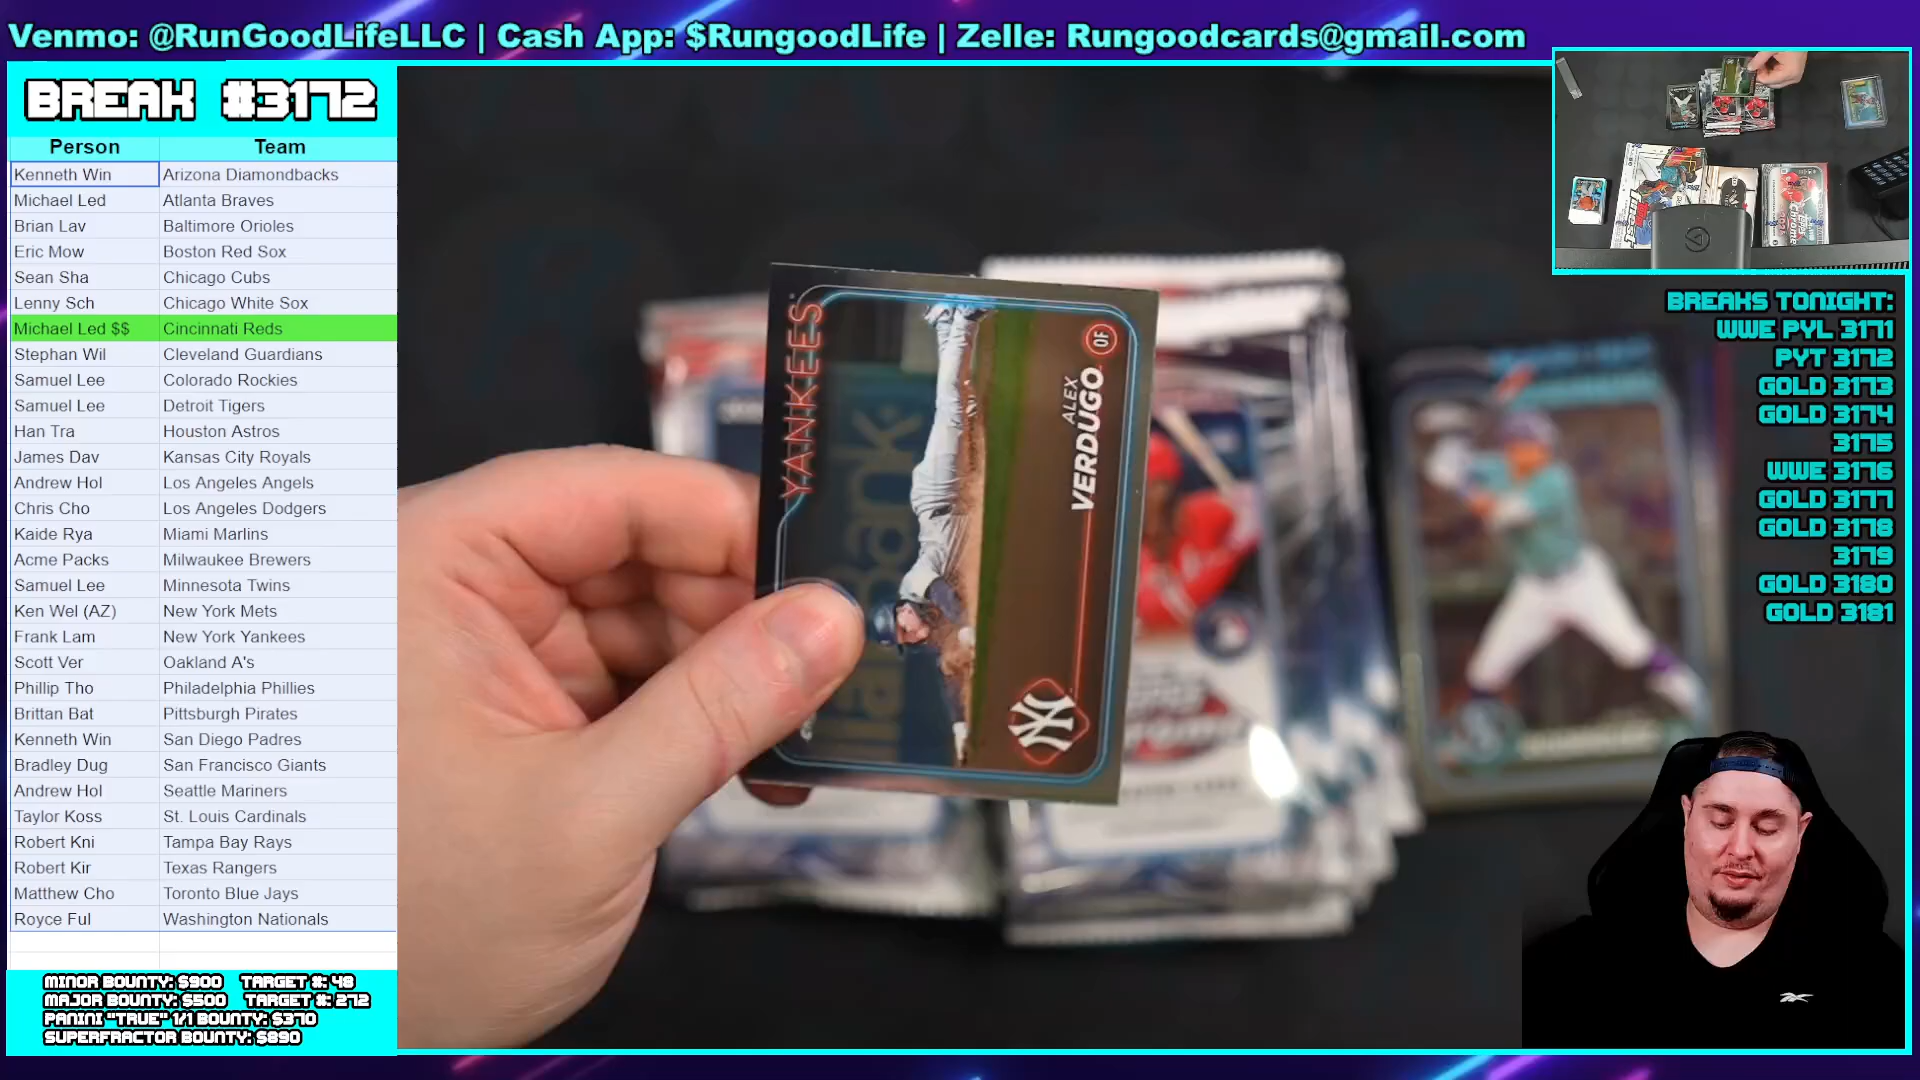 Venmo: @RunGoodLifeLLC | Cash App: $RungoodLife | Zelle: Rungoodcards@gmail.com
BREAK #3172
Person Team
Kenneth Win Arizona Diamondbacks
Michael Led Atlanta Braves
Brian Lav Baltimore Orioles
Eric Mow Boston Red Sox
Sean Sha Chicago Cubs
Lenny Sch Chicago White Sox
Michael Led $$ Cincinnati Reds
Stephan Wil Cleveland Guardians
Samuel Lee Colorado Rockies
Samuel Lee Detroit Tigers
Han Tra Houston Astros
James Dav Kansas City Royals
Andrew Hol Los Angeles Angels
Chris Cho Los Angeles Dodgers
Kaide Rya Miami Marlins
Acme Packs Milwaukee Brewers
Samuel Lee Minnesota Twins
Ken Wel (AZ) New York Mets
Frank Lam New York Yankees
Scott Ver Oakland A's
Phillip Tho Philadelphia Phillies
Brittan Bat Pittsburgh Pirates
Kenneth Win San Diego Padres
Bradley Dug San Francisco Giants
Andrew Hol Seattle Mariners
Taylor Koss St. Louis Cardinals
Robert Kni Tampa Bay Rays
Robert Kir Texas Rangers
Matthew Cho Toronto Blue Jays
Royce Ful Washington Nationals
MINOR BOUNTY: $900 TARGET #: 48
MAJOR BOUNTY: $500 TARGET #: 272
PANINI "TRUE" 1/1 BOUNTY: $370
SUPERFRACTOR BOUNTY: $890
YANKEES
OF
ALEX
VERDUGO
BREAKS TONIGHT:
WWE PYL 3171
PYT 3172
GOLD 3173
GOLD 3174
3175
WWE 3176
GOLD 3177
GOLD 3178
3179
GOLD 3180
GOLD 3181